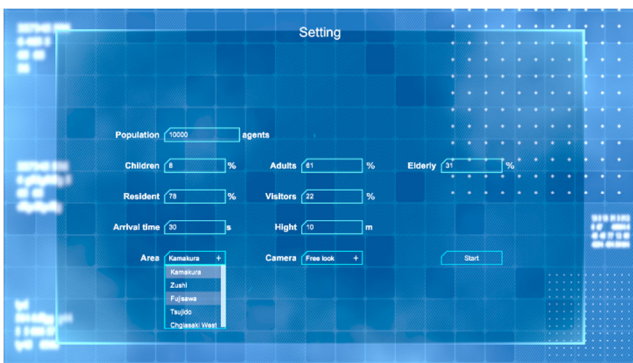 Setting
Population 10000 agents
Children 8 % Adults 61 % Elderly 31 %
Resident 78 % Visitors 22 %
Arrival time 30 s Hight 10 m
Area Kamakura + Camera Free look + Start
Kamakura
Zushi
Fujisawa
Tsujido
Chgiasaki West